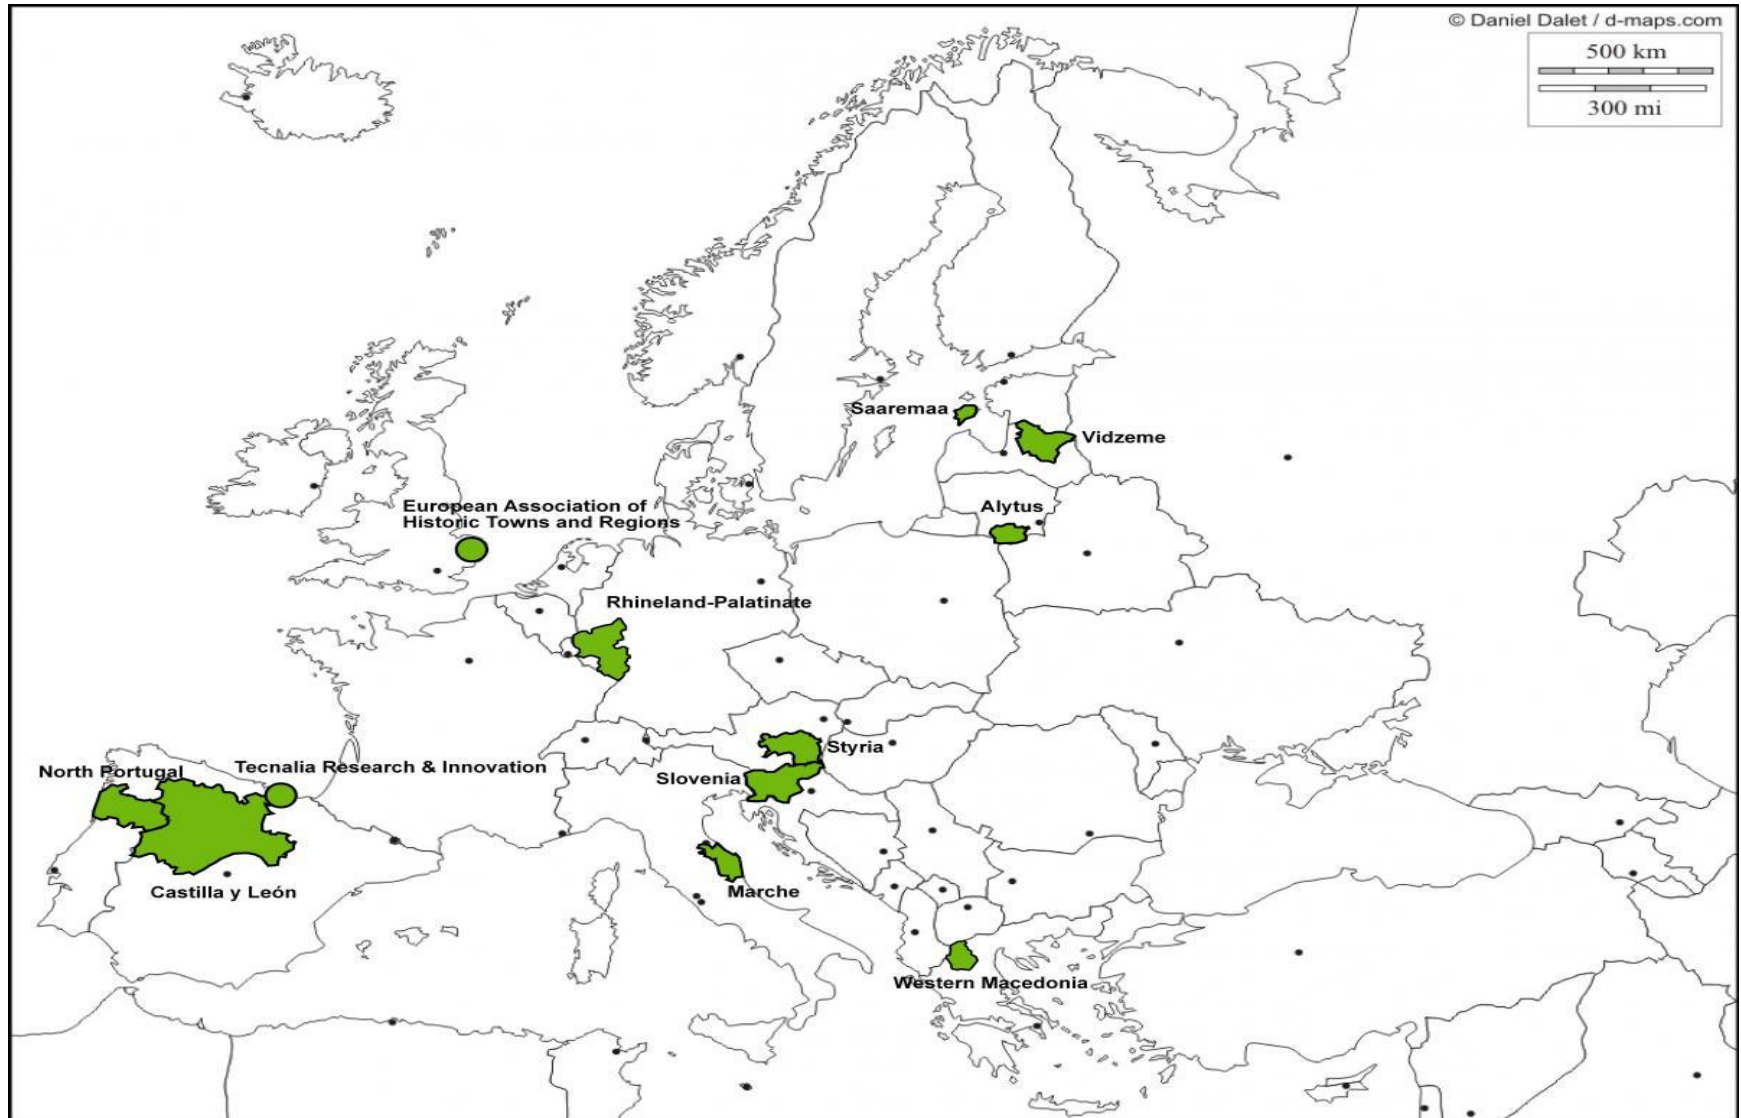 © Daniel Dalet / d-maps.com
500 km
300 mi
Saaremaa
Vidzeme
European Association of
Historic Towns and Regions
Alytus
Rhineland-Palatinate
Styria
Slovenia
North Portugal
Tecnalia Research & Innovation
Castilla y León
Marche
Western Macedonia